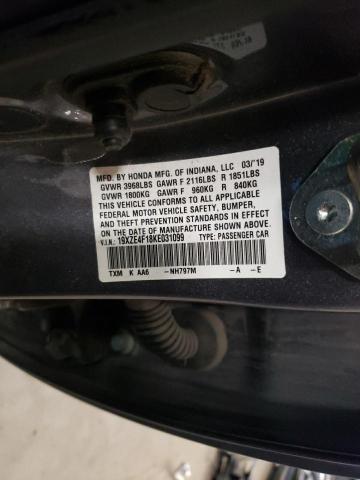 MFD. BY HONDA MFG. OF INDIANA, LLC 03/'19
GVWR 3968LBS GAWR F 2116LBS R 1851LBS
GVWR 1800KG GAWR F 960KG R 840KG
THIS VEHICLE CONFORMS TO ALL APPLICABLE
FEDERAL MOTOR VEHICLE SAFETY, BUMPER,
AND THEFT PREVENTION STANDARDS IN EFFECT
ON THE DATE OF MANUFACTURE SHOWN ABOVE.
V.I.N.: 19XZE4F18KE031099 TYPE: PASSENGER CAR
TXM K AA6 -NH797M -A -E